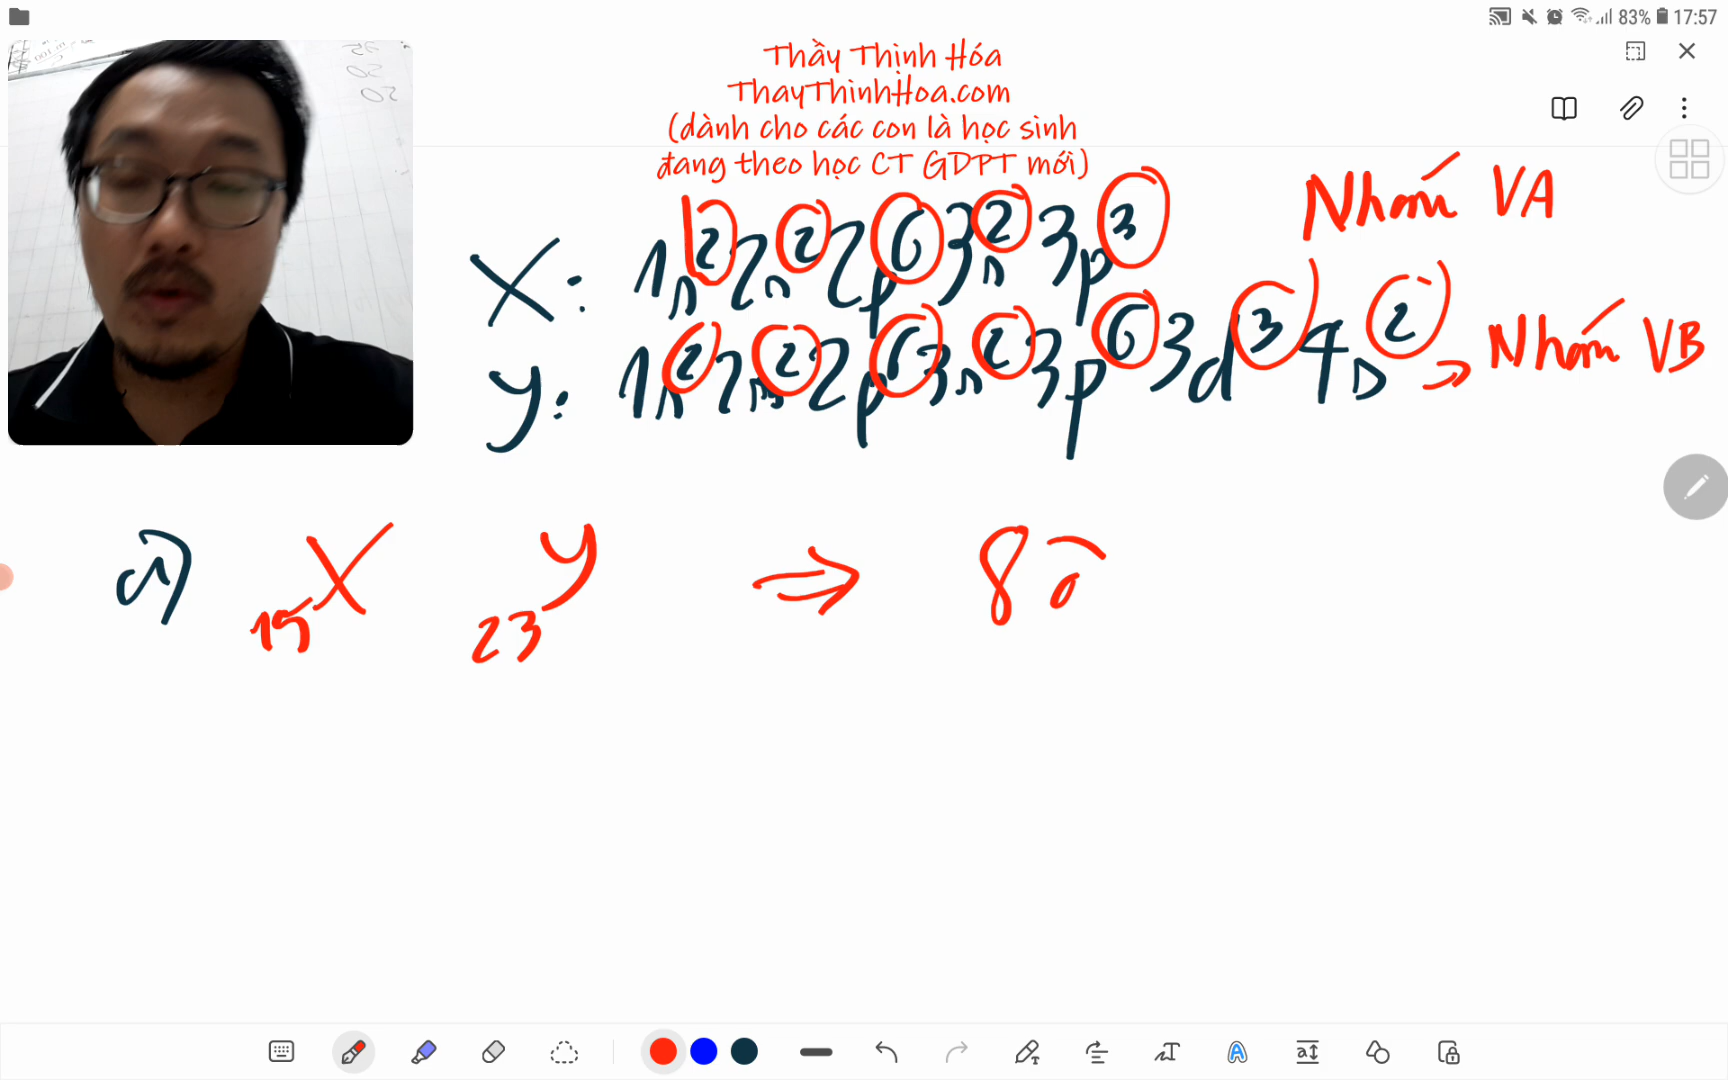 83% 17:57
Thầy Thịnh Hóa
ThayThinhHoa.com
(dành cho các con là học sinh
đang theo học CT GDPT mới)
X: 1s² 2s² 2p⁶ 3s² 3p³ Nhóm VA
Y: 1s² 2s² 2p⁶ 3s² 3p⁶ 3d³ 4s² → Nhóm VB
a) ₁₅X ₂₃Y ⇒ 8